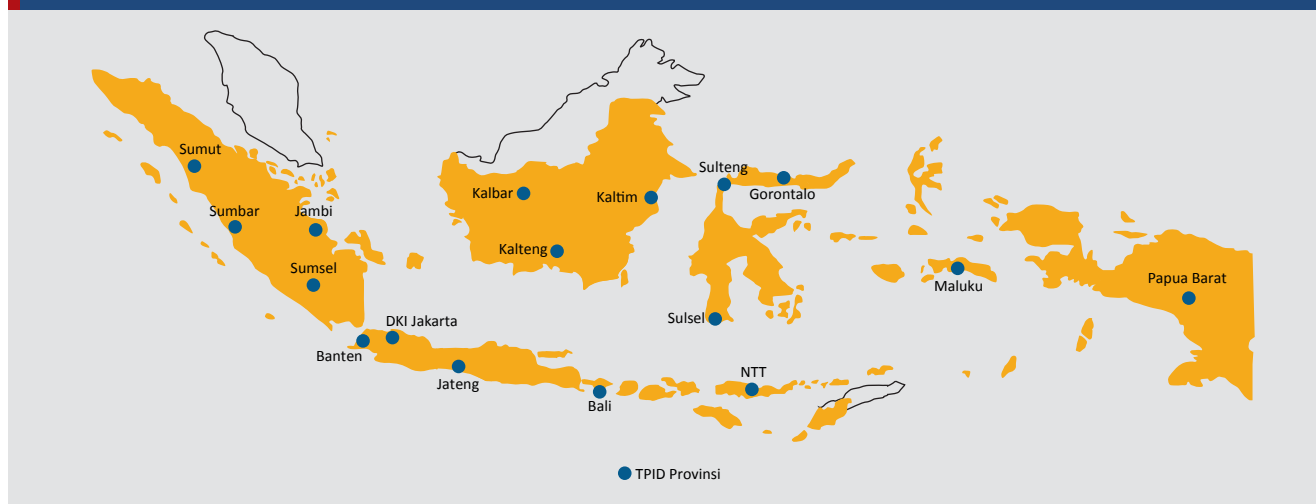 Sumut
Sumbar
Jambi
Sumsel
DKI Jakarta
Banten
Jateng
Bali
Kalbar
Kaltim
Kalteng
Sulteng
Gorontalo
Sulsel
NTT
Maluku
Papua Barat
TPID Provinsi